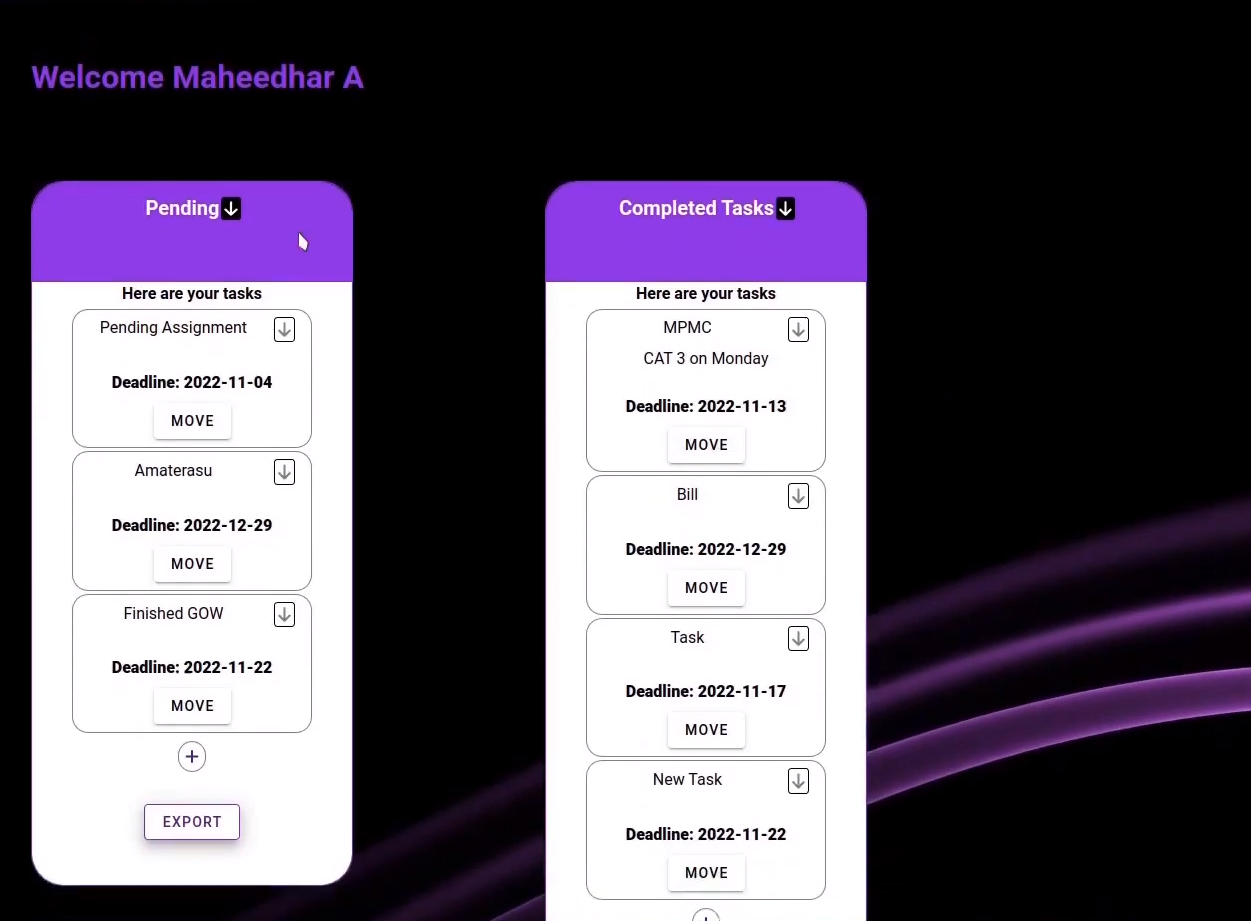 Welcome Maheedhar A
Pending
Here are your tasks
Pending Assignment
Deadline: 2022-11-04
MOVE
Amaterasu
Deadline: 2022-12-29
MOVE
Finished GOW
Deadline: 2022-11-22
MOVE
+
EXPORT
Completed Tasks
Here are your tasks
MPMC
CAT 3 on Monday
Deadline: 2022-11-13
MOVE
Bill
Deadline: 2022-12-29
MOVE
Task
Deadline: 2022-11-17
MOVE
New Task
Deadline: 2022-11-22
MOVE